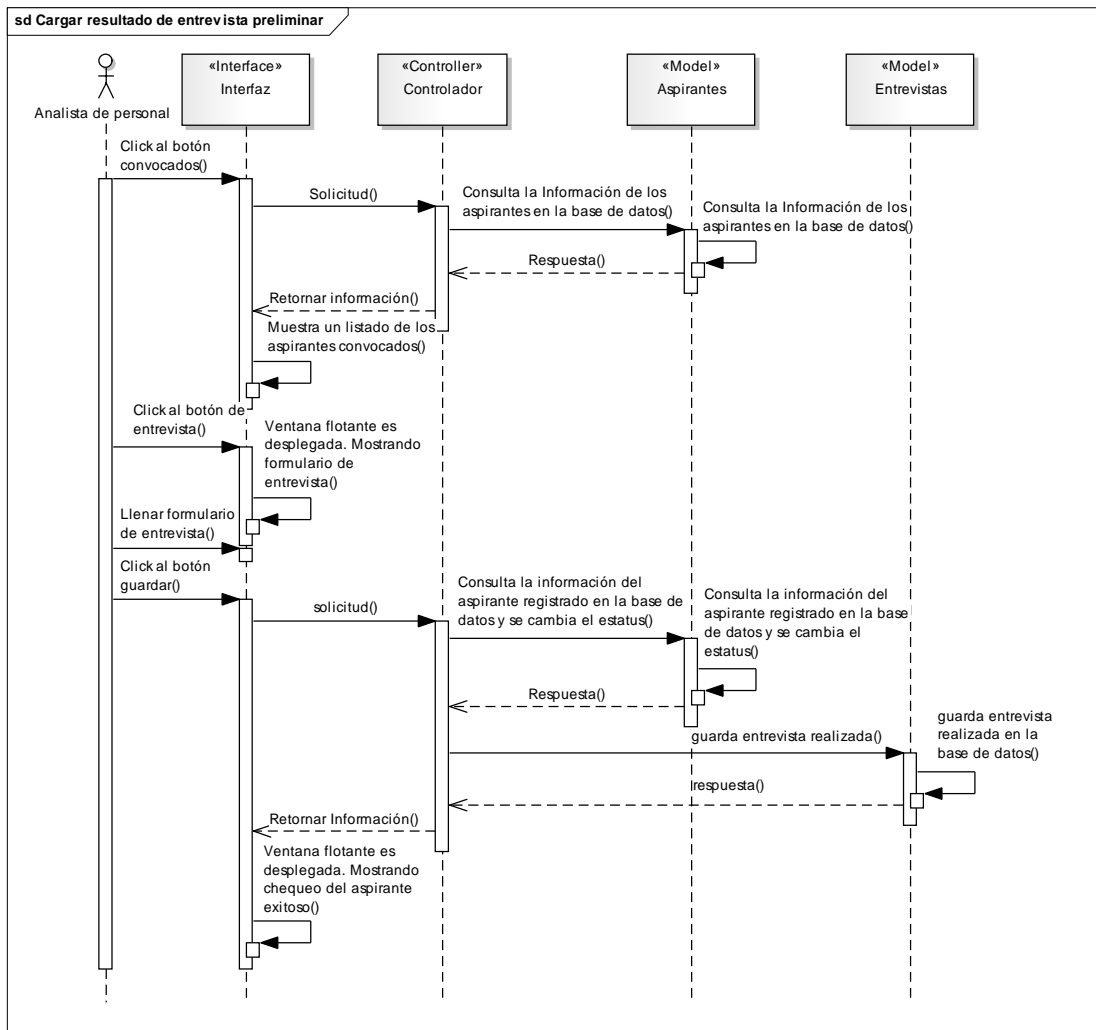 sd Cargar resultado de entrevista preliminar
Analista de personal
«Interface»
Interfaz
«Controller»
Controlador
«Model»
Aspirantes
«Model»
Entrevistas
Click al botón
convocados()
Solicitud()
Consulta la Información de los
aspirantes en la base de datos()
Consulta la Información de los
aspirantes en la base de datos()
Respuesta()
Retornar información()
Muestra un listado de los
aspirantes convocados()
Click al botón de
entrevista()
Ventana flotante es
desplegada. Mostrando
formulario de
entrevista()
Llenar formulario
de entrevista()
Click al botón
guardar()
solicitud()
Consulta la información del
aspirante registrado en la base de
datos y se cambia el estatus()
Consulta la información del
aspirante registrado en la base
de datos y se cambia el
estatus()
Respuesta()
guarda entrevista realizada()
guarda entrevista
realizada en la
base de datos()
respuesta()
Retornar Información()
Ventana flotante es
desplegada. Mostrando
chequeo del aspirante
exitoso()